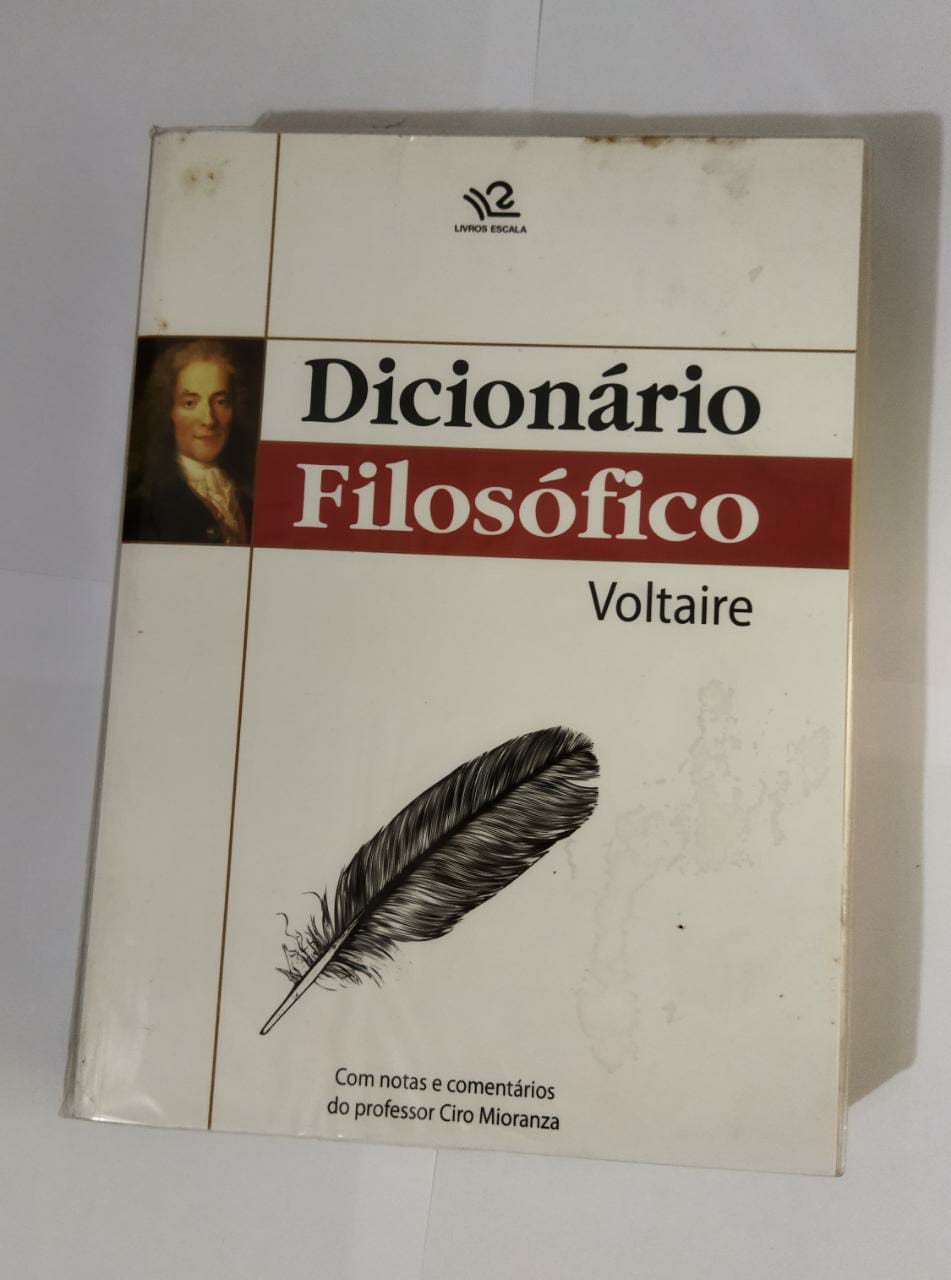 LIVROS ESCALA
Dicionário
Filosófico
Voltaire
Com notas e comentários
do professor Ciro Mioranza